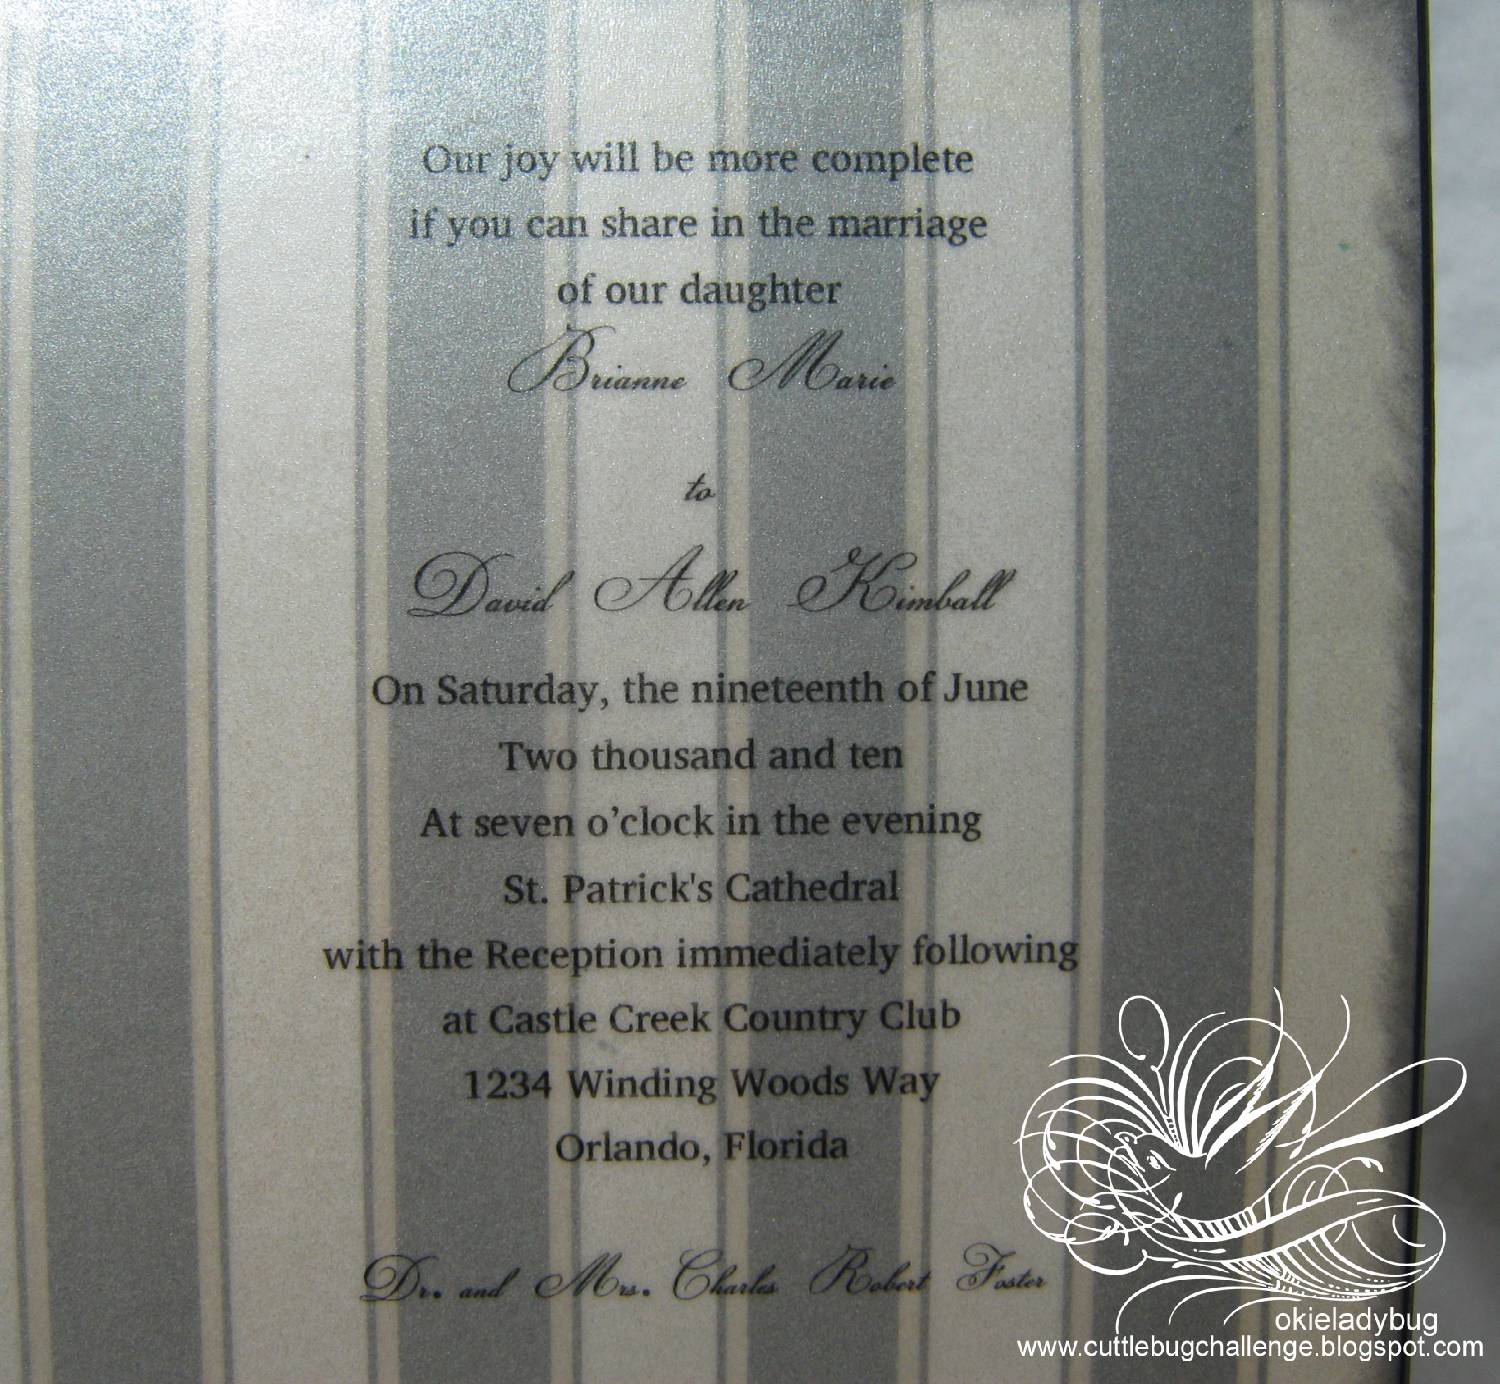 Our joy will be more complete
if you can share in the marriage
of our daughter
Brianne Marie
to
David Allen Kimball
On Saturday, the nineteenth of June
Two thousand and ten
At seven o’clock in the evening
St. Patrick's Cathedral
with the Reception immediately following
at Castle Creek Country Club
1234 Winding Woods Way
Orlando, Florida
Dr. and Mrs. Charles Robert Foster
okieladybug
www.cuttlebugchallenge.blogspot.com